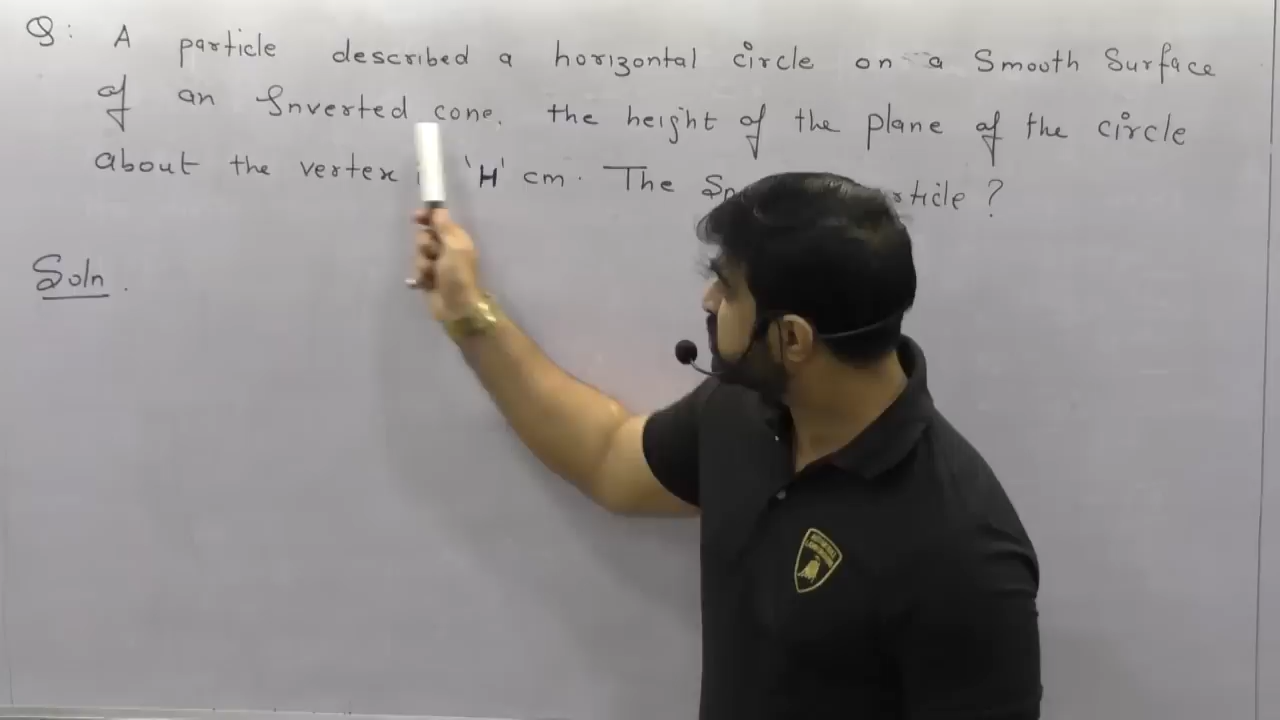 Q: A particle described a horizontal circle on a Smooth Surface
of an Inverted cone. the height of the plane of the circle
about the vertex 'H' cm. The ?
Soln.